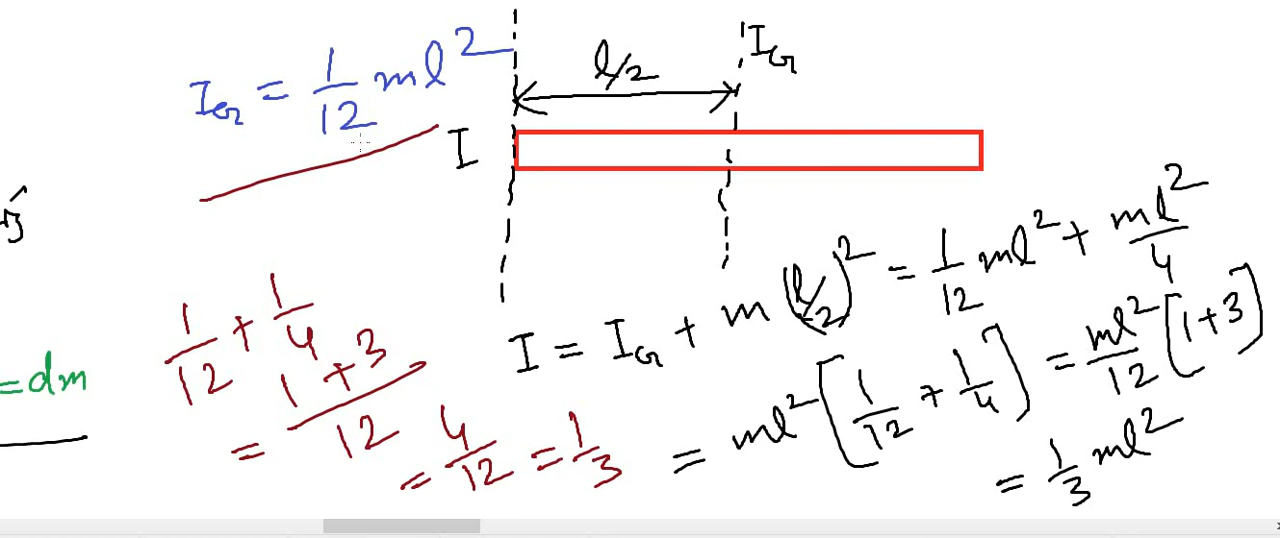 I_G = 1/12 ml²
l/2
I_G
I
I = I_G + m (l/2)² = 1/12 ml² + ml²/4
= ml² [1/12 + 1/4] = ml²/12 [1+3]
= 1/3 ml²
1/12 + 1/4
= 1+3/12 = 4/12 = 1/3
= dm